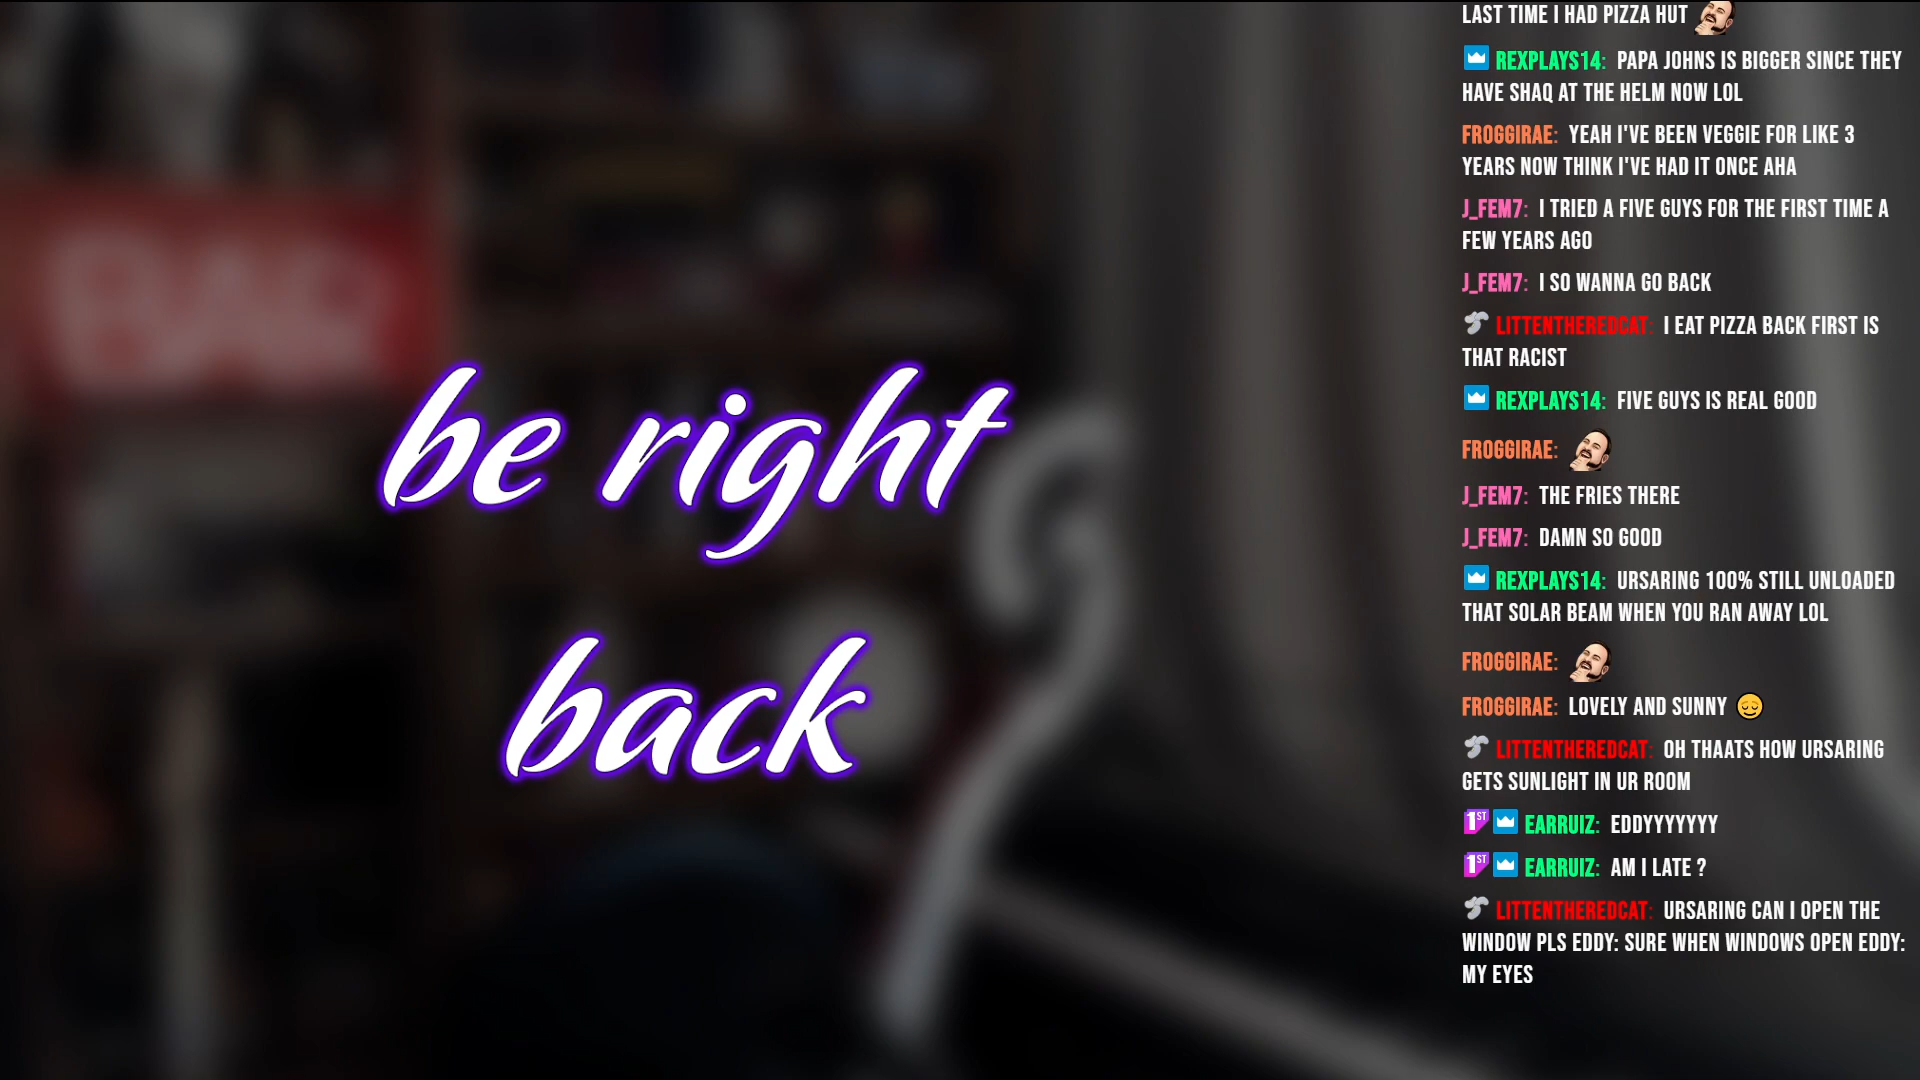 be right
back
LAST TIME I HAD PIZZA HUT
REXPLAYS14: PAPA JOHNS IS BIGGER SINCE THEY
HAVE SHAQ AT THE HELM NOW LOL
FROGGIRAE: YEAH I'VE BEEN VEGGIE FOR LIKE 3
YEARS NOW THINK I'VE HAD IT ONCE AHA
J_FEM7: I TRIED A FIVE GUYS FOR THE FIRST TIME A
FEW YEARS AGO
J_FEM7: I SO WANNA GO BACK
LITTENTHEREDCAT: I EAT PIZZA BACK FIRST IS
THAT RACIST
REXPLAYS14: FIVE GUYS IS REAL GOOD
FROGGIRAE:
J_FEM7: THE FRIES THERE
J_FEM7: DAMN SO GOOD
REXPLAYS14: URSARING 100% STILL UNLOADED
THAT SOLAR BEAM WHEN YOU RAN AWAY LOL
FROGGIRAE:
FROGGIRAE: LOVELY AND SUNNY
LITTENTHEREDCAT: OH THAATS HOW URSARING
GETS SUNLIGHT IN UR ROOM
1ST EARRUIZ: EDDYYYYYYY
1ST EARRUIZ: AM I LATE ?
LITTENTHEREDCAT: URSARING CAN I OPEN THE
WINDOW PLS EDDY: SURE WHEN WINDOWS OPEN EDDY:
MY EYES